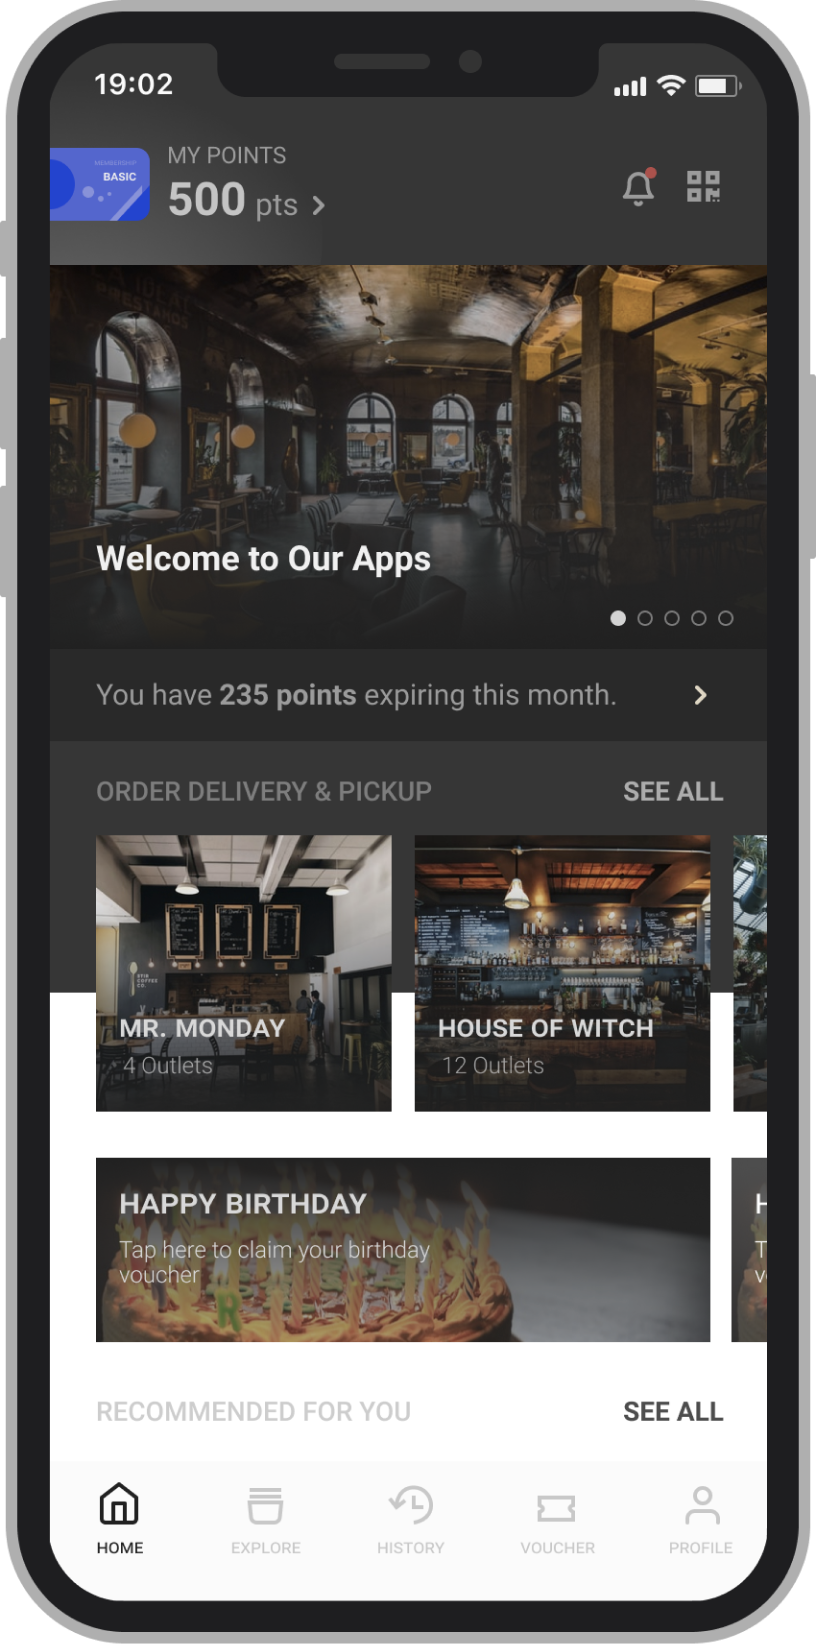 19:02
MEMBERSHIP
BASIC
MY POINTS
500 pts
Welcome to Our Apps
You have 235 points expiring this month.
ORDER DELIVERY & PICKUP
SEE ALL
MR. MONDAY
4 Outlets
HOUSE OF WITCH
12 Outlets
HAPPY BIRTHDAY
Tap here to claim your birthday
voucher
RECOMMENDED FOR YOU
SEE ALL
HOME
EXPLORE
HISTORY
VOUCHER
PROFILE